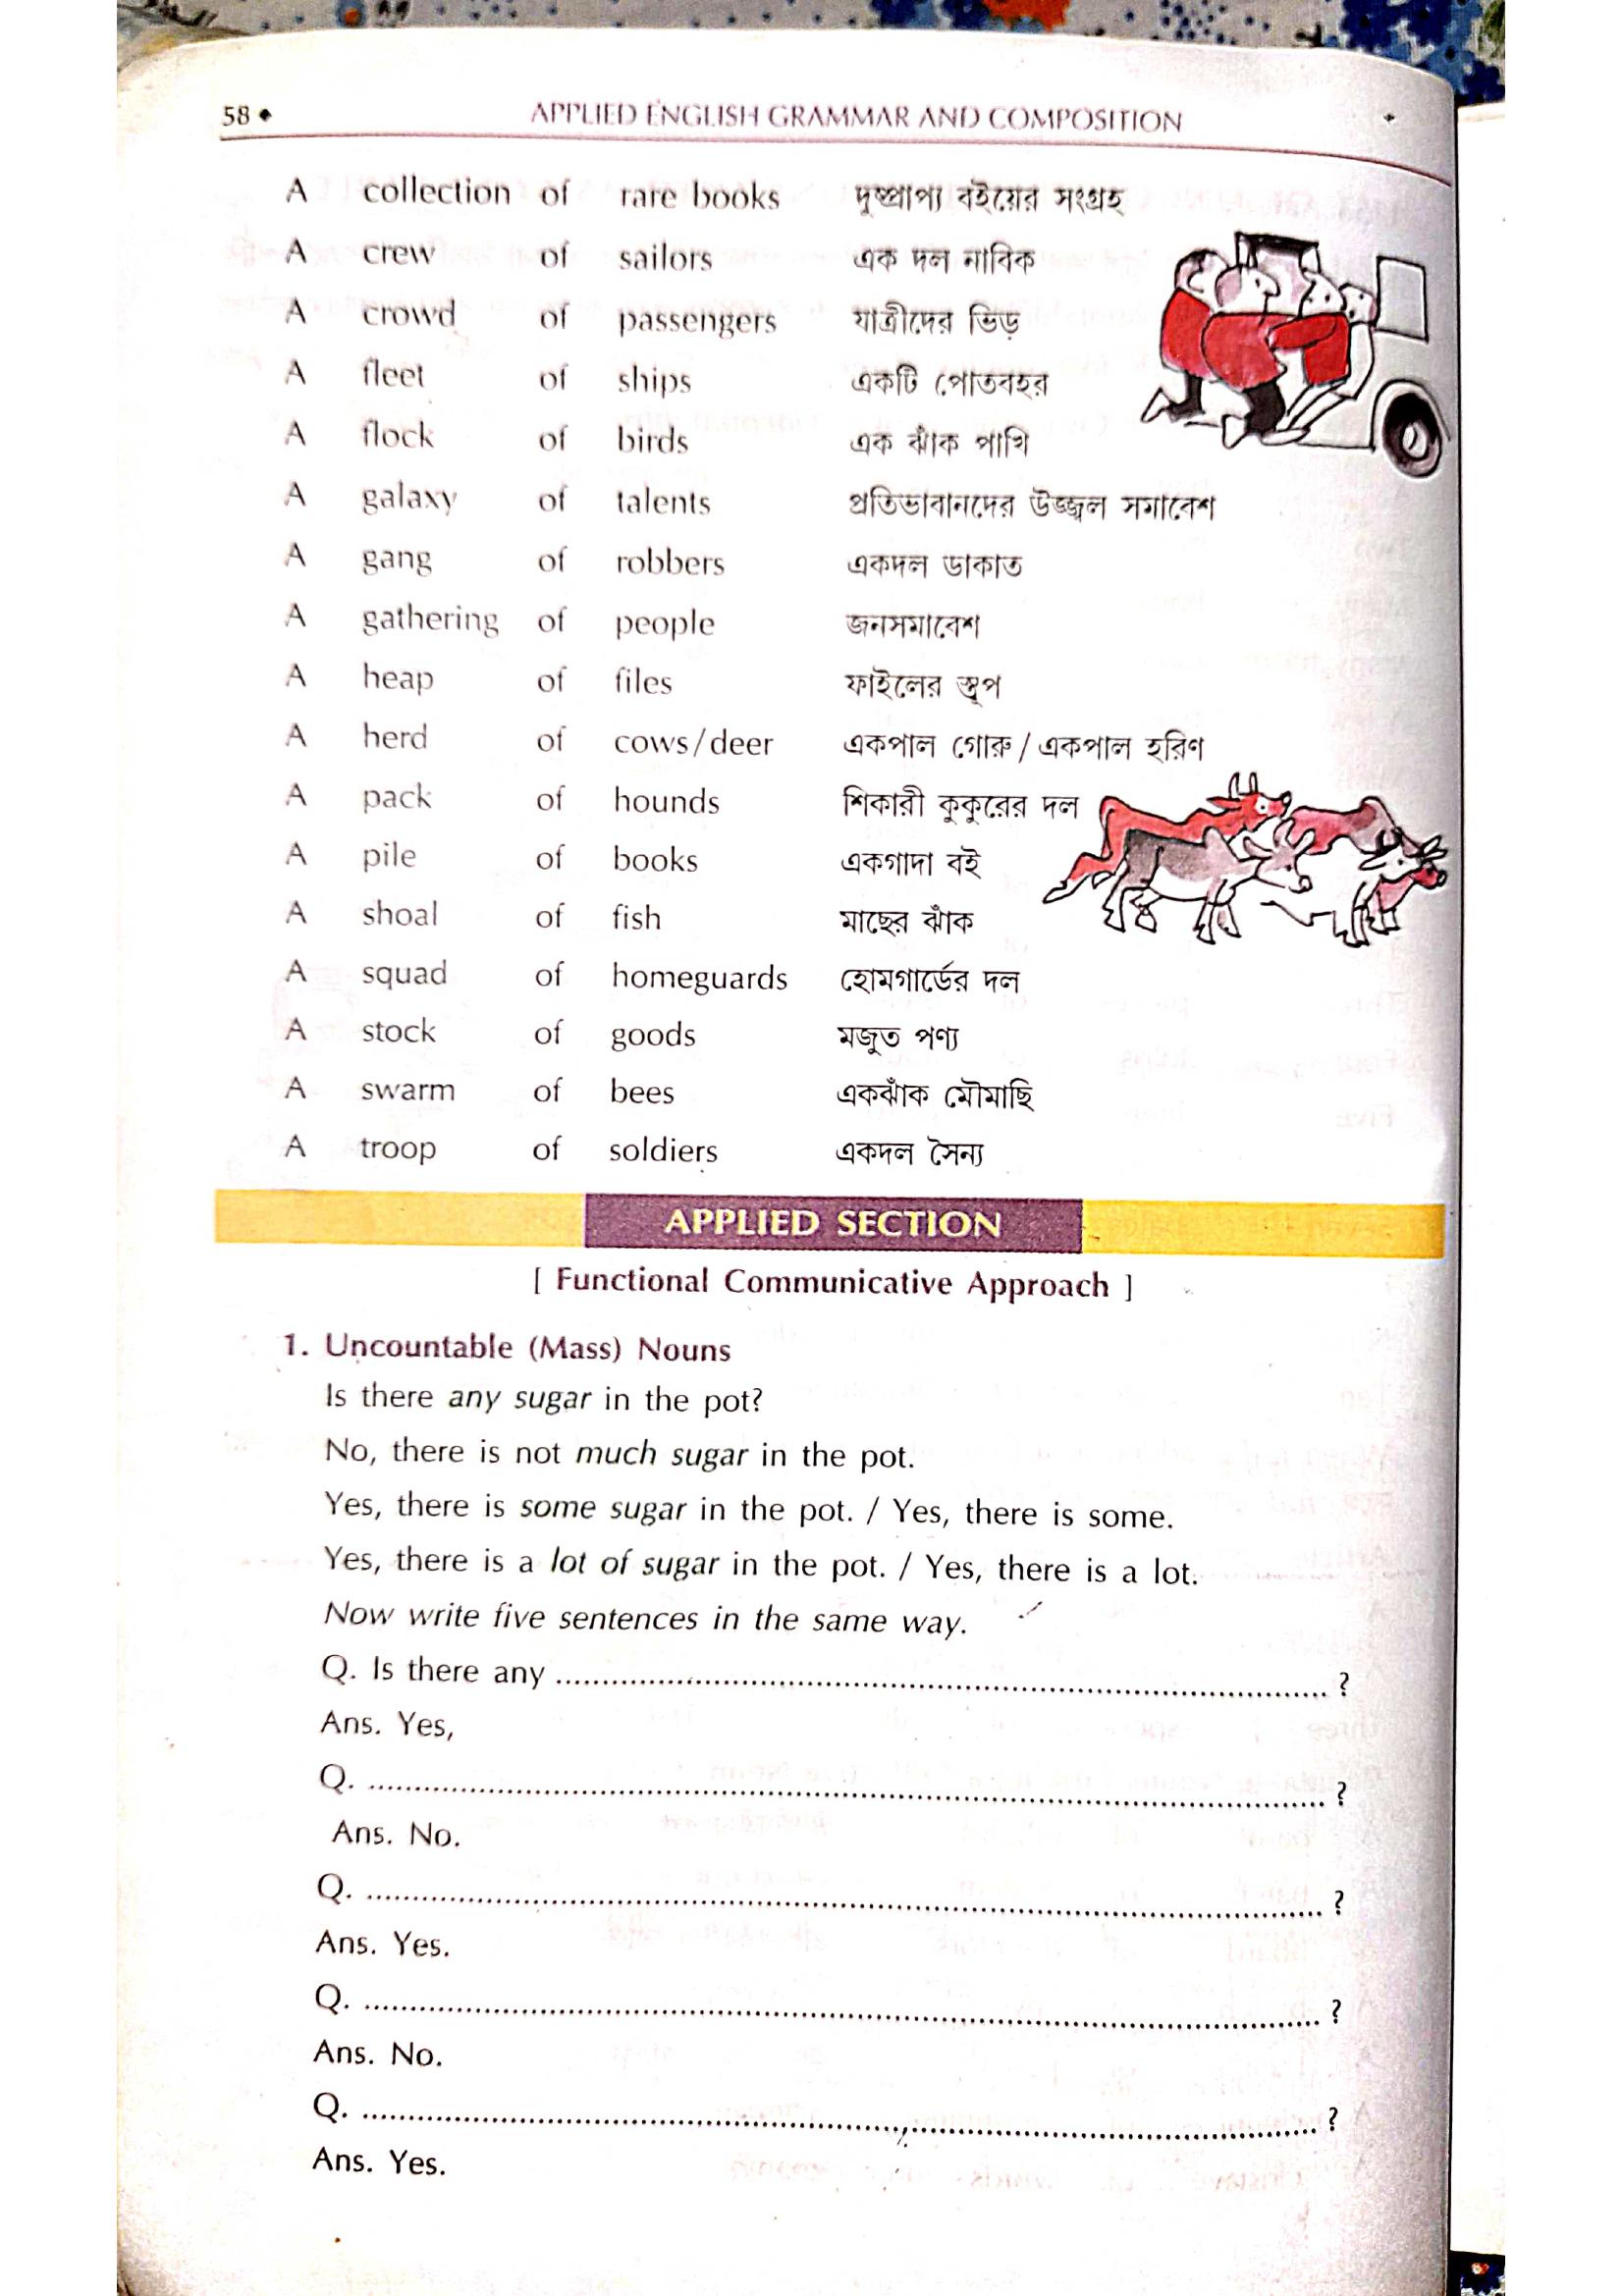 58 ◆ APPLIED ENGLISH GRAMMAR AND COMPOSITION
A collection of rare books দুষ্প্রাপ্য বইয়ের সংগ্রহ
A crew of sailors এক দল নাবিক
A crowd of passengers যাত্রীদের ভিড়
A fleet of ships একটি পোতবহর
A flock of birds এক ঝাঁক পাখি
A galaxy of talents প্রতিভাবানদের উজ্জ্বল সমাবেশ
A gang of robbers একদল ডাকাত
A gathering of people জনসমাবেশ
A heap of files ফাইলের স্তূপ
A herd of cows/deer একপাল গোরু / একপাল হরিণ
A pack of hounds শিকারী কুকুরের দল
A pile of books একগাদা বই
A shoal of fish মাছের ঝাঁক
A squad of homeguards হোমগার্ডের দল
A stock of goods মজুত পণ্য
A swarm of bees একঝাঁক মৌমাছি
A troop of soldiers একদল সৈন্য
APPLIED SECTION
[ Functional Communicative Approach ]
1. Uncountable (Mass) Nouns
Is there any sugar in the pot?
No, there is not much sugar in the pot.
Yes, there is some sugar in the pot. / Yes, there is some.
Yes, there is a lot of sugar in the pot. / Yes, there is a lot.
Now write five sentences in the same way.
Q. Is there any ........................................ ?
Ans. Yes,
Q. ........................................ ?
Ans. No.
Q. ........................................ ?
Ans. Yes.
Q. ........................................ ?
Ans. No.
Q. ........................................ ?
Ans. Yes.